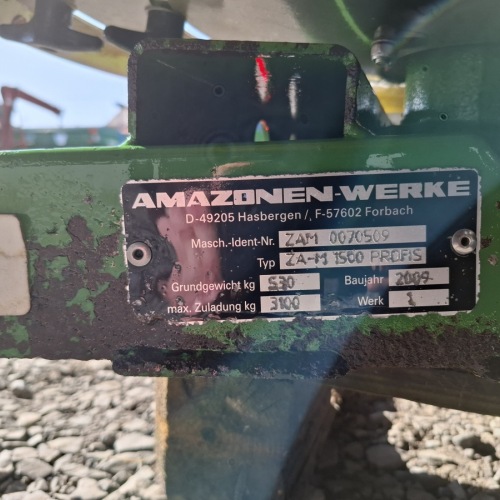 AMAZONEN-WERKE
D-49205 Hasbergen/, F-57602 Forbach
Masch.-Ident-Nr. ZAM 0070509
Typ ZA-M 1500 PROFIS
Grundgewicht kg 530 Baujahr 2009
max. Zuladung kg 3100 Werk 1